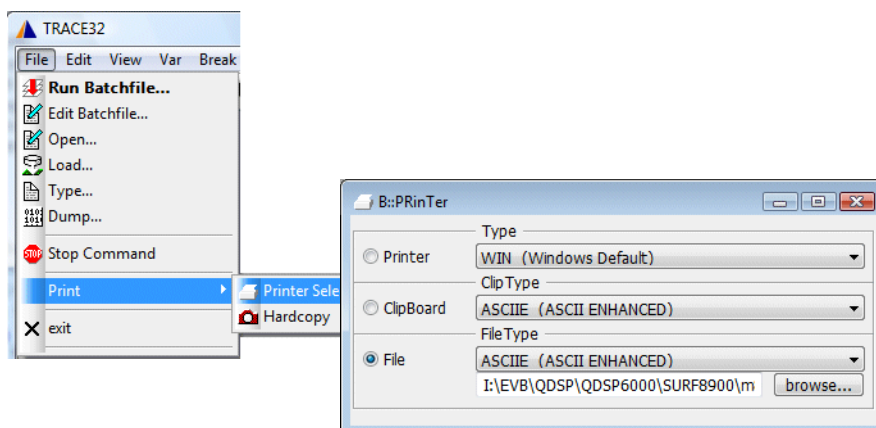 TRACE32
File Edit View Var Break
Run Batchfile...
Edit Batchfile...
Open...
Load...
Type...
Dump...
STOP Stop Command
Print
Printer Sele
Hardcopy
exit
B::PRinTer
Type
Printer WIN (Windows Default)
ClipType
ClipBoard ASCIIE (ASCII ENHANCED)
FileType
File ASCIIE (ASCII ENHANCED)
I:\EVB\QDSP\QDSP6000\SURF8900\m browse...